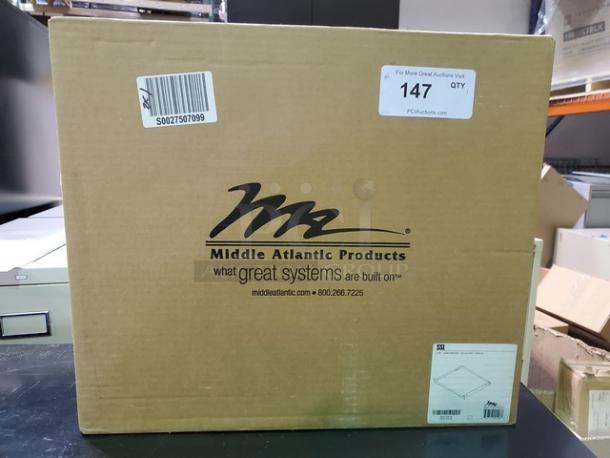 For More Great Auctions Visit
147 QTY
PCIAuctions.com
S0027507099
Middle Atlantic Products
what great systems are built on™
middleatlantic.com • 800.266.7225
SSL